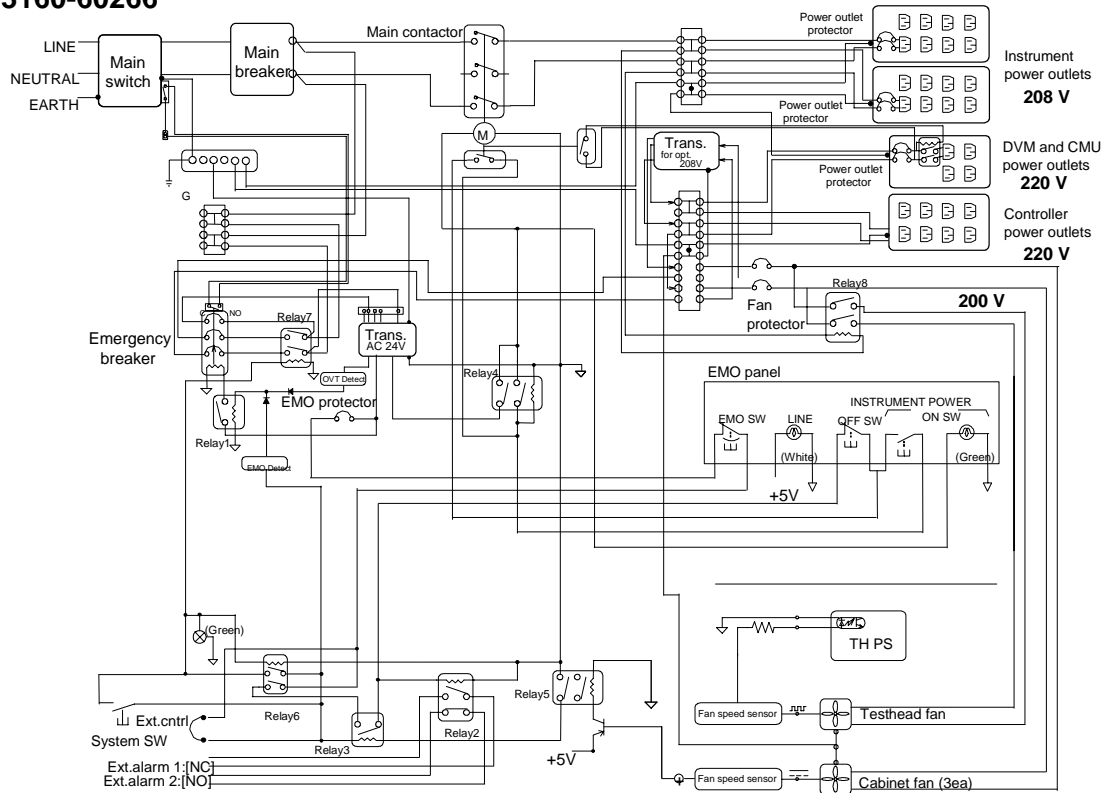 Main contactor
Power outlet
protector
LINE
NEUTRAL
EARTH
Main
switch
Main
breaker
Instrument
power outlets
208 V
Power outlet
protector
M
Trans.
for opt.
208V
DVM and CMU
power outlets
220 V
Power outlet
protector
G
Controller
power outlets
220 V
Relay8
200 V
Fan
protector
NO
Relay7
Emergency
breaker
Trans.
AC 24V
OVT Detect
Relay4
EMO protector
EMO panel
INSTRUMENT POWER
EMO SW
LINE
OFF SW
ON SW
Relay1
EMO Detect
(White)
(Green)
+5V
(Green)
TH PS
Relay5
Ext.cntrl
System SW
Relay6
Relay3
Relay2
Fan speed sensor
Testhead fan
+5V
Ext.alarm 1:[NC]
Ext.alarm 2:[NO]
Fan speed sensor
Cabinet fan (3ea)